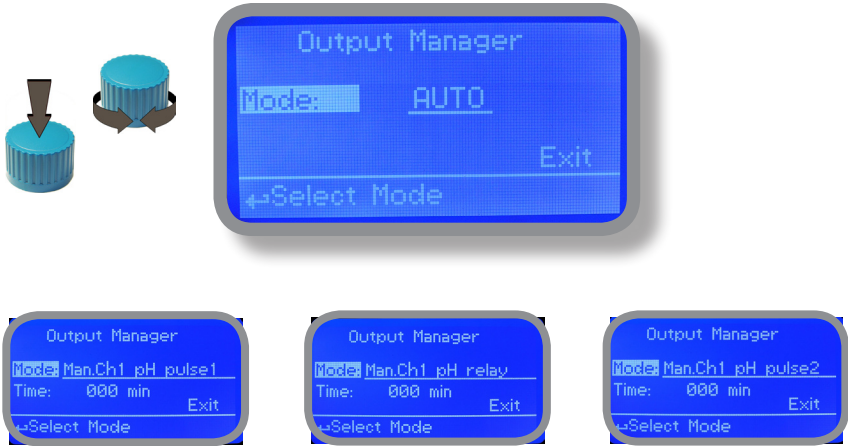 Output Manager
Mode: AUTO
Exit
↵Select Mode
Output Manager
Mode: Man.Ch1 pH pulse1
Time: 000 min
Exit
↵Select Mode
Output Manager
Mode: Man.Ch1 pH relay
Time: 000 min
Exit
↵Select Mode
Output Manager
Mode: Man.Ch1 pH pulse2
Time: 000 min
Exit
↵Select Mode